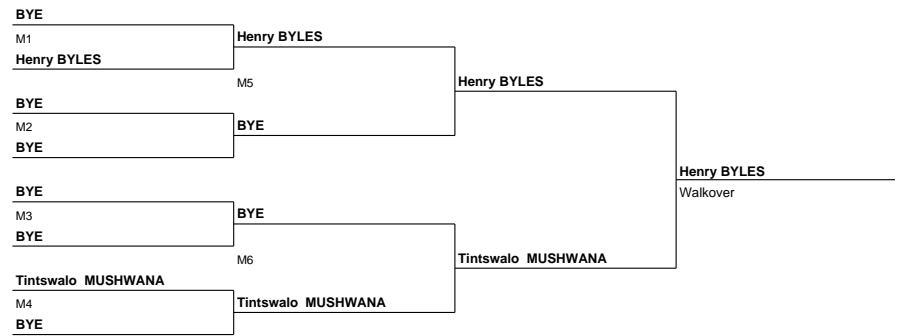 BYE
M1
Henry BYLES
Henry BYLES
M5
Henry BYLES
BYE
M2
BYE
BYE
Henry BYLES
Walkover
BYE
M3
BYE
BYE
M6
Tintswalo MUSHWANA
Tintswalo MUSHWANA
M4
Tintswalo MUSHWANA
BYE